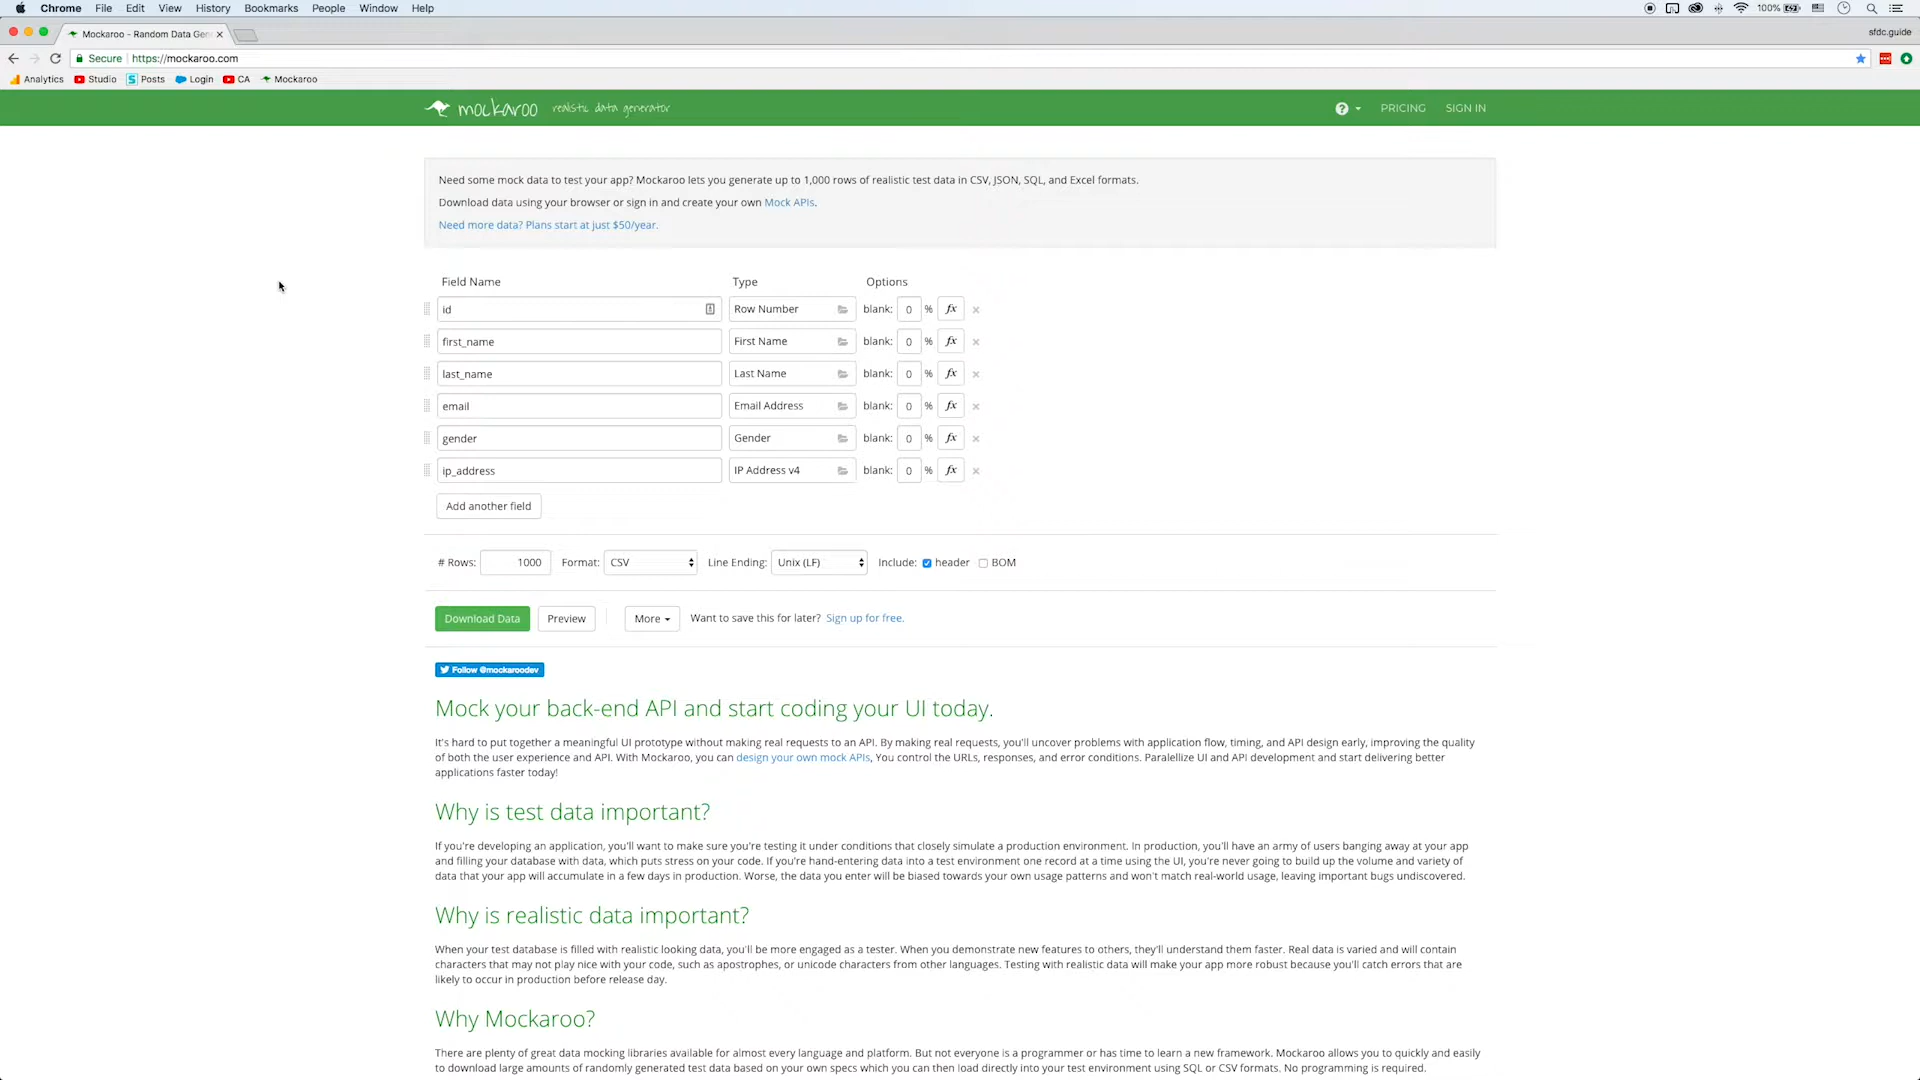 Chrome File Edit View History Bookmarks People Window Help 100%
Mockaroo - Random Data Gen sfdc.guide
Secure https://mockaroo.com
Analytics Studio Posts Login CA Mockaroo
mockaroo realistic data generator PRICING SIGN IN
Need some mock data to test your app? Mockaroo lets you generate up to 1,000 rows of realistic test data in CSV, JSON, SQL, and Excel formats.
Download data using your browser or sign in and create your own Mock APIs.
Need more data? Plans start at just $50/year.
Field Name Type Options
id Row Number blank: 0 % fx
first_name First Name blank: 0 % fx
last_name Last Name blank: 0 % fx
email Email Address blank: 0 % fx
gender Gender blank: 0 % fx
ip_address IP Address v4 blank: 0 % fx
Add another field
# Rows: 1000 Format: CSV Line Ending: Unix (LF) Include: header BOM
Download Data Preview More Want to save this for later? Sign up for free.
Follow @mockaroodev
Mock your back-end API and start coding your UI today.
It's hard to put together a meaningful UI prototype without making real requests to an API. By making real requests, you'll uncover problems with application flow, timing, and API design early, improving the quality
of both the user experience and API. With Mockaroo, you can design your own mock APIs, You control the URLs, responses, and error conditions. Paralellize UI and API development and start delivering better
applications faster today!
Why is test data important?
If you're developing an application, you'll want to make sure you're testing it under conditions that closely simulate a production environment. In production, you'll have an army of users banging away at your app
and filling your database with data, which puts stress on your code. If you're hand-entering data into a test environment one record at a time using the UI, you're never going to build up the volume and variety of
data that your app will accumulate in a few days in production. Worse, the data you enter will be biased towards your own usage patterns and won't match real-world usage, leaving important bugs undiscovered.
Why is realistic data important?
When your test database is filled with realistic looking data, you'll be more engaged as a tester. When you demonstrate new features to others, they'll understand them faster. Real data is varied and will contain
characters that may not play nice with your code, such as apostrophes, or unicode characters from other languages. Testing with realistic data will make your app more robust because you'll catch errors that are
likely to occur in production before release day.
Why Mockaroo?
There are plenty of great data mocking libraries available for almost every language and platform. But not everyone is a programmer or has time to learn a new framework. Mockaroo allows you to quickly and easily
to download large amounts of randomly generated test data based on your own specs which you can then load directly into your test environment using SQL or CSV formats. No programming is required.